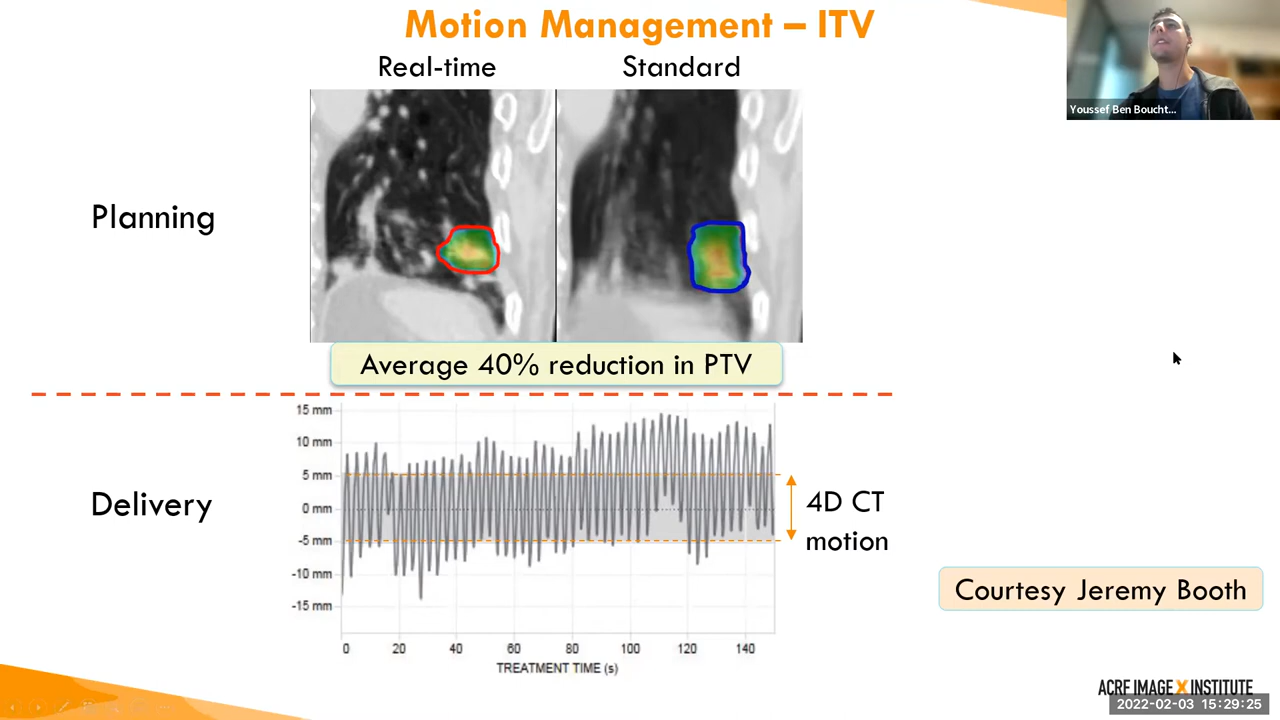 Motion Management – ITV
Real-time
Standard
Youssef Ben Boucht...
Planning
Average 40% reduction in PTV
15 mm
10 mm
5 mm
0 mm
-5 mm
-10 mm
-15 mm
Delivery
4D CT
motion
0 20 40 60 80 100 120 140
TREATMENT TIME (s)
Courtesy Jeremy Booth
ACRF IMAGE X INSTITUTE
2022-02-03 15:29:25